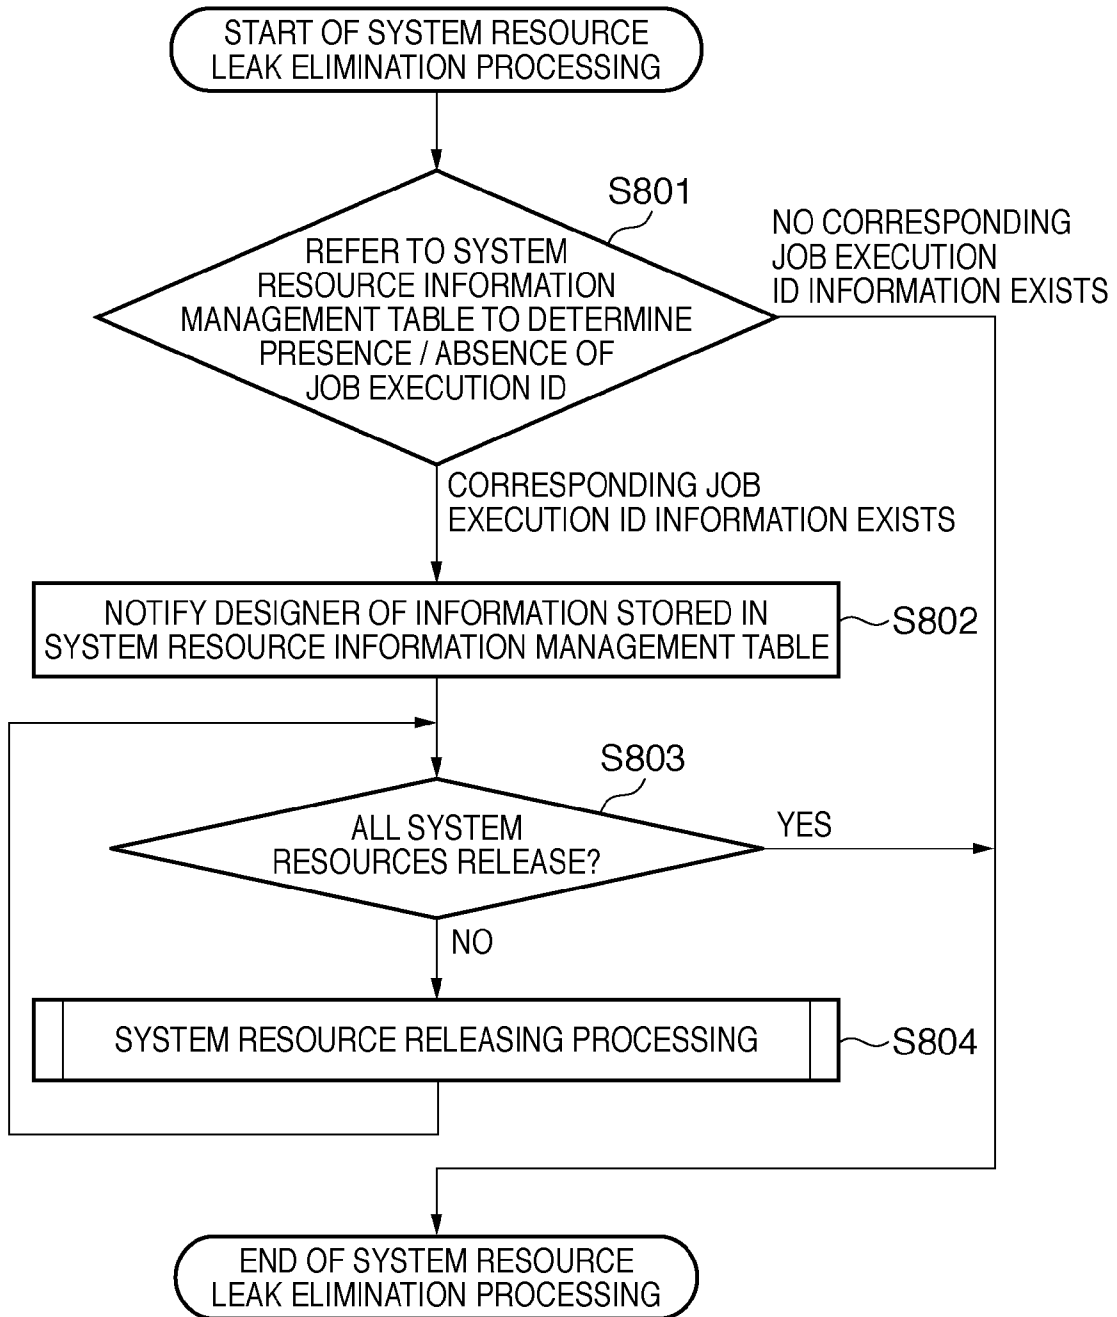 START OF SYSTEM RESOURCE
LEAK ELIMINATION PROCESSING
S801
REFER TO SYSTEM
RESOURCE INFORMATION
MANAGEMENT TABLE TO DETERMINE
PRESENCE / ABSENCE OF
JOB EXECUTION ID
NO CORRESPONDING
JOB EXECUTION
ID INFORMATION EXISTS
CORRESPONDING JOB
EXECUTION ID INFORMATION EXISTS
NOTIFY DESIGNER OF INFORMATION STORED IN
SYSTEM RESOURCE INFORMATION MANAGEMENT TABLE
S802
S803
ALL SYSTEM
RESOURCES RELEASE?
YES
NO
SYSTEM RESOURCE RELEASING PROCESSING
S804
END OF SYSTEM RESOURCE
LEAK ELIMINATION PROCESSING